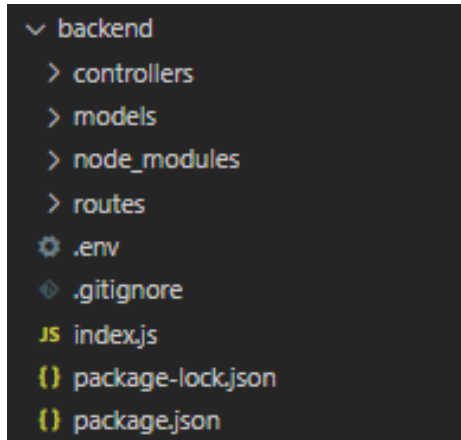 backend
controllers
models
node_modules
routes
.env
.gitignore
JS index.js
{} package-lock.json
{} package.json